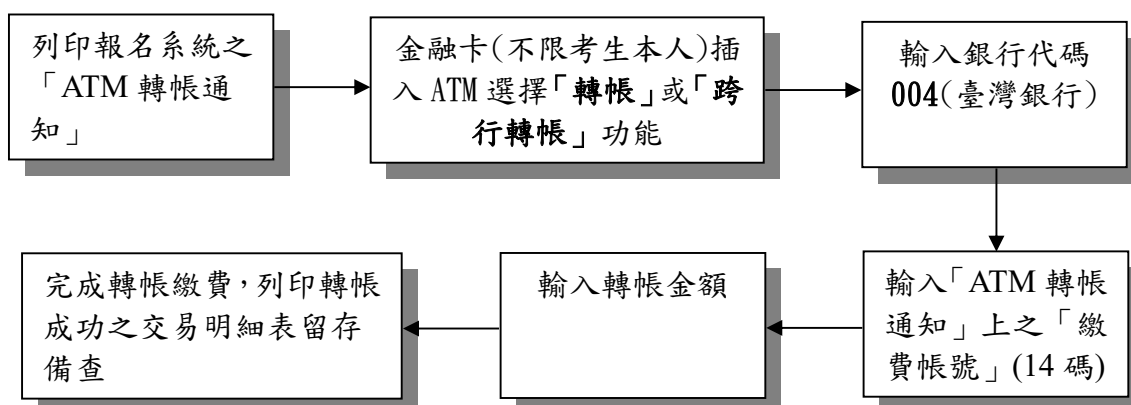 列印報名系統之
「ATM 轉帳通
知」
金融卡(不限考生本人)插
入 ATM 選擇「轉帳」或「跨
行轉帳」功能
輸入銀行代碼
004(臺灣銀行)
輸入「ATM 轉帳
通知」上之「繳
費帳號」(14 碼)
輸入轉帳金額
完成轉帳繳費，列印轉帳
成功之交易明細表留存
備查